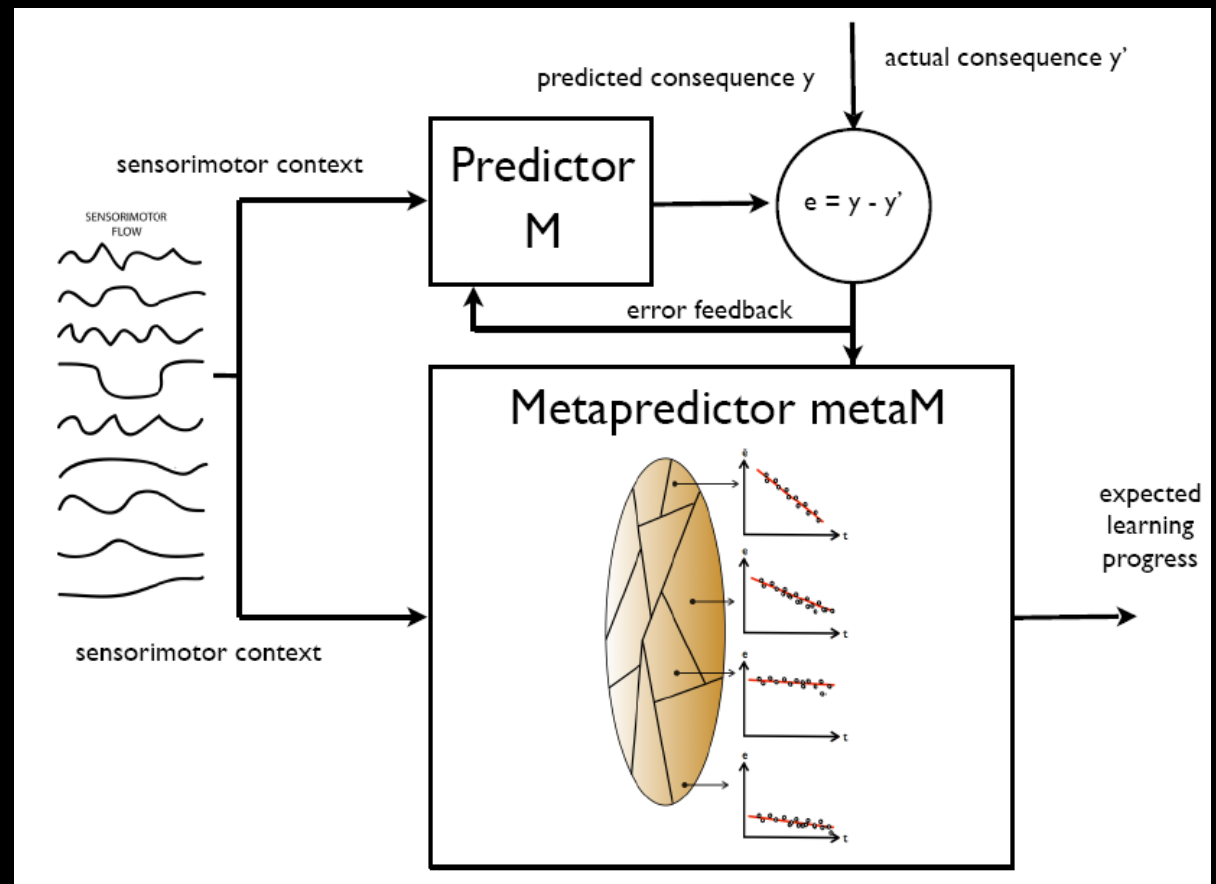 actual consequence y’
predicted consequence y
sensorimotor context
Predictor
M
e = y - y’
SENSORIMOTOR
FLOW
error feedback
Metapredictor metaM
e
t
e
t
e
t
e
t
expected
learning
progress
sensorimotor context